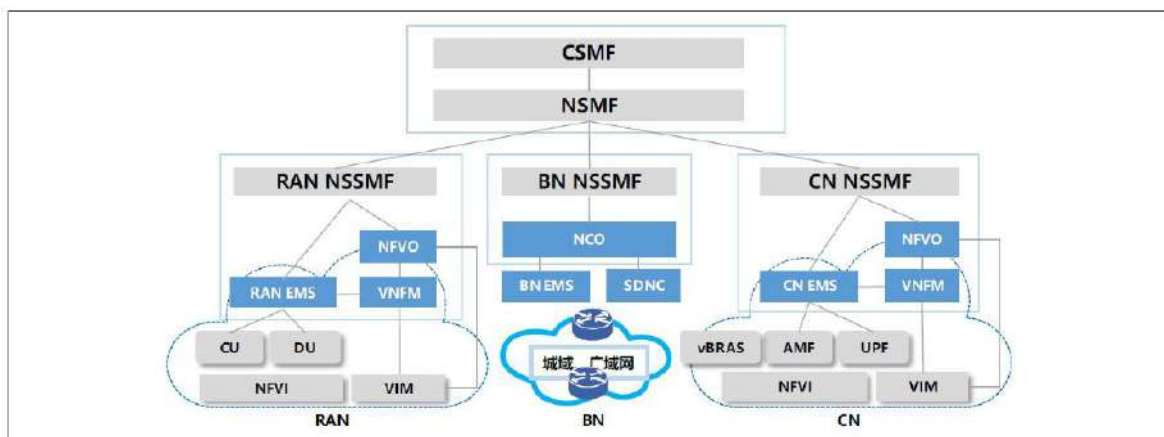 CSMF
NSMF
RAN NSSMF
BN NSSMF
CN NSSMF
NFVO
NCO
NFVO
RAN EMS
VNFM
BN EMS
SDNC
CN EMS
VNFM
CU
DU
城域、广域网
vBRAS
AMF
UPF
NFVI
VIM
NFVI
VIM
RAN
BN
CN